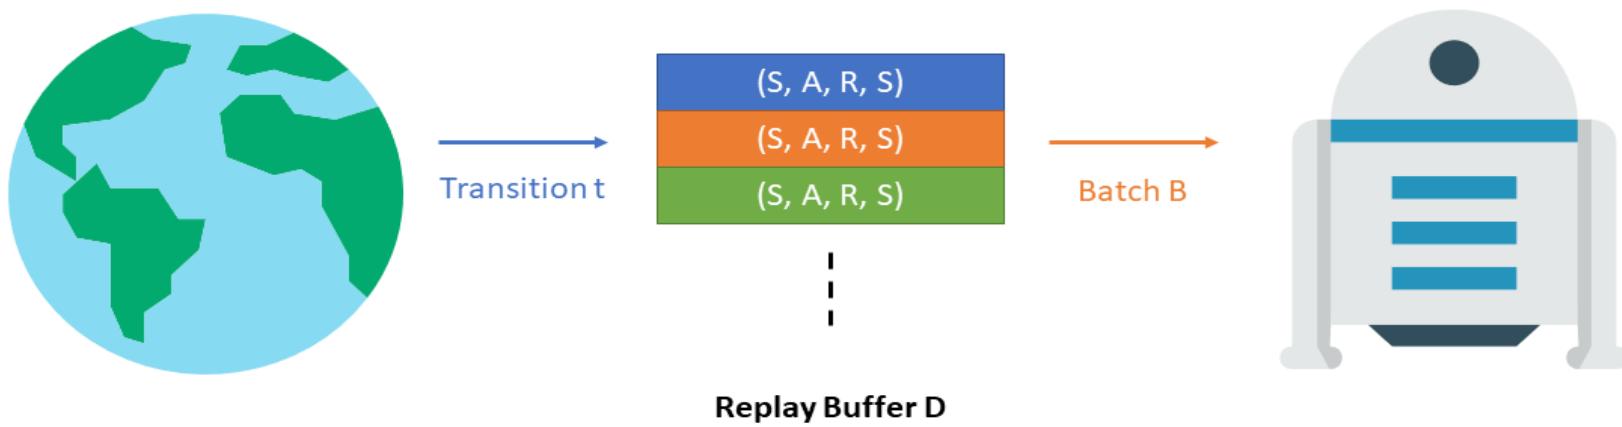 (S, A, R, S)
(S, A, R, S)
(S, A, R, S)
Transition t
Batch B
Replay Buffer D